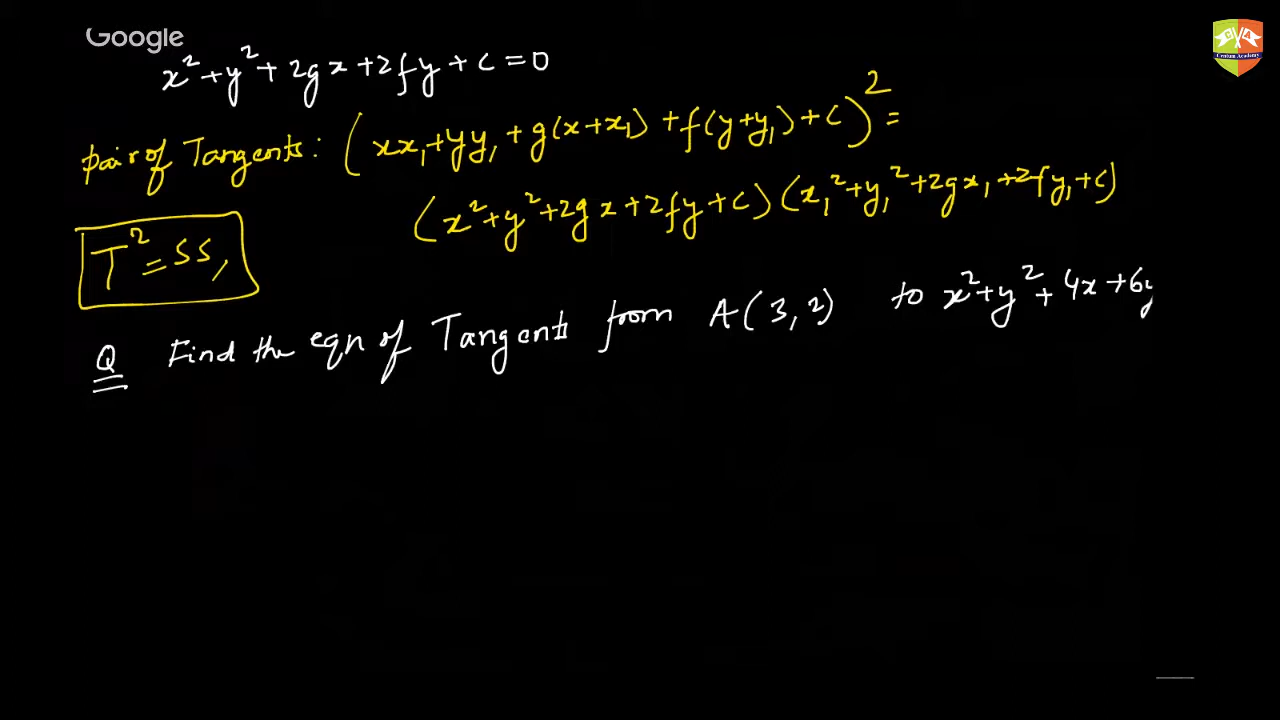 Google
x²+y²+2gx+2fy+c=0
pair of Tangents: (xx₁+yy₁+g(x+x₁)+f(y+y₁)+c)²=
(x²+y²+2gx+2fy+c)(x₁²+y₁²+2gx₁+2fy₁+c)
T²=SS₁
Q Find the eqn of Tangents from A(3,2) to x²+y²+4x+6y